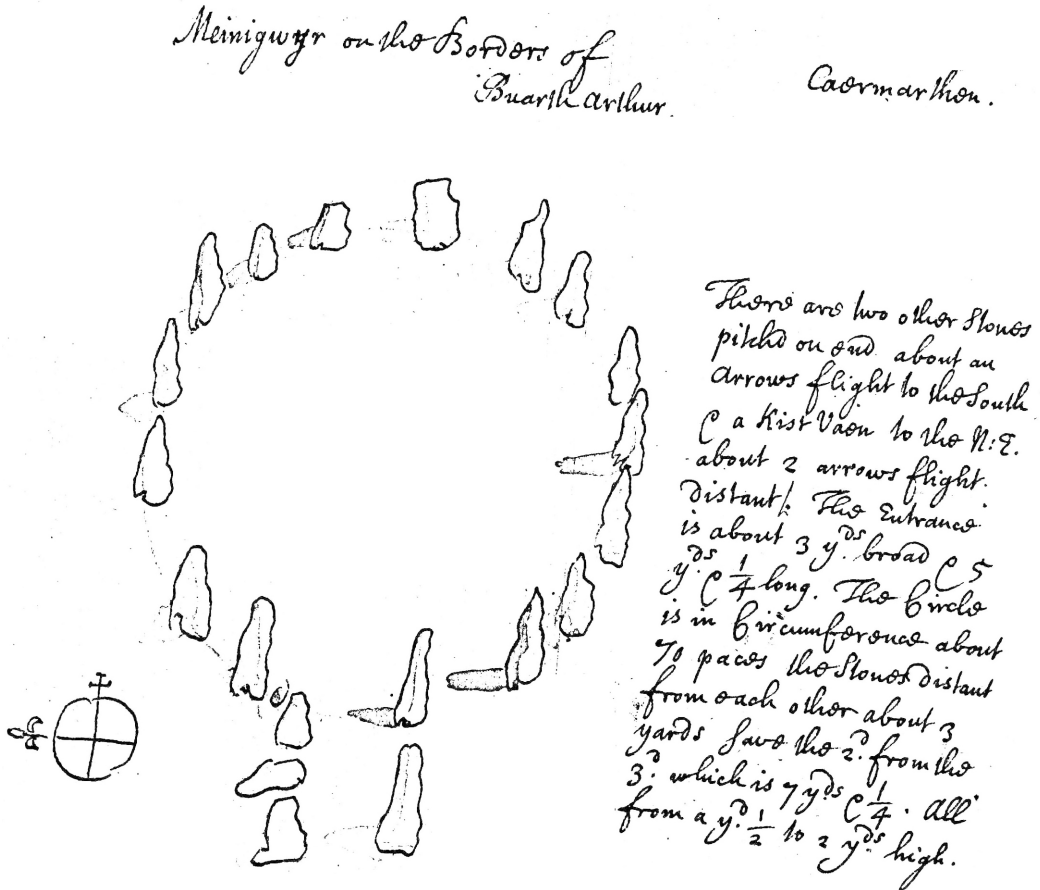 Meinigwyr on the Borders of
Buarth Arthur.
Caermarthen.
There are two other Stones
pitchd on end about an
Arrows flight to the South
& a Kist Vaen to the N:E.
about 2 arrows flight.
distant/. The Entrance
is about 3 yds. broad & 5
yds. & 1/4 long. The Circle
is in Circumference about
70 paces the Stones distant
from each other about 3
yards save the 2d. from the
3d. which is 7 yds & 1/4. All
from a yd. 1/2 to 2 yds high.